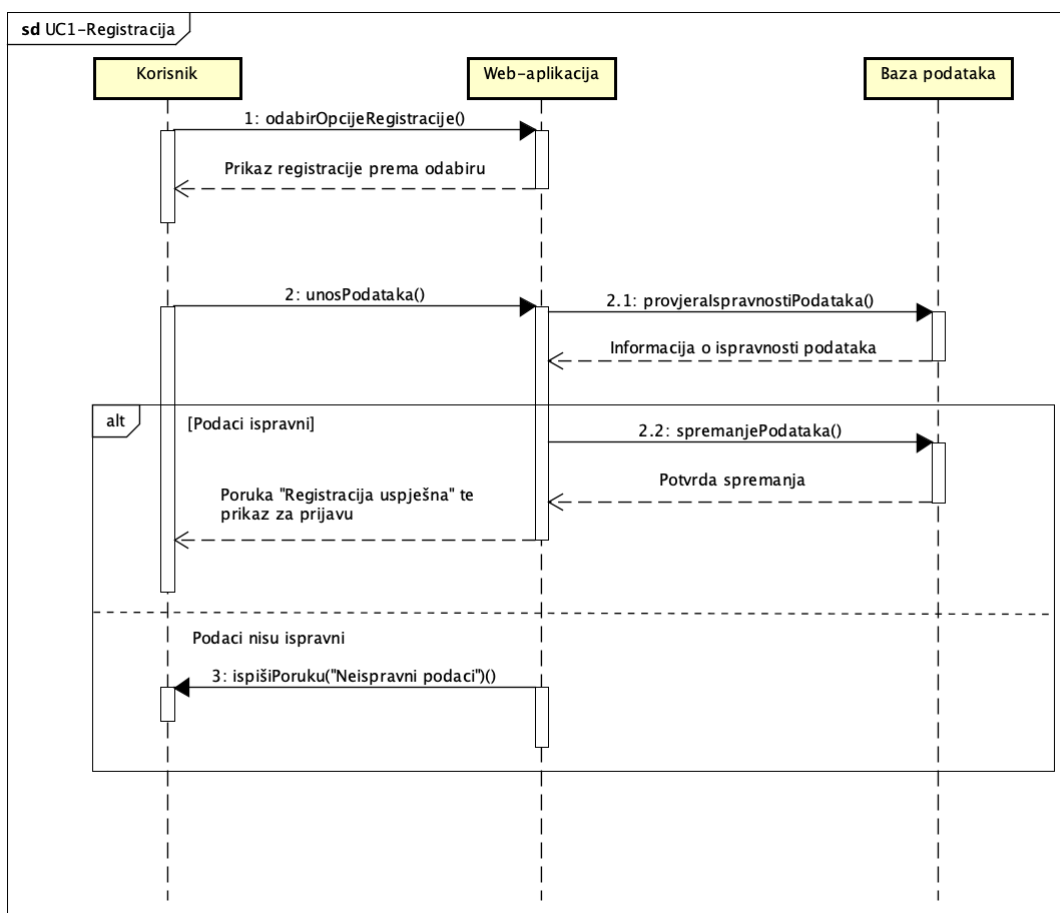 sd UC1-Registracija
Korisnik
Web-aplikacija
Baza podataka
1: odabirOpcijeRegistracije()
Prikaz registracije prema odabiru
2: unosPodataka()
2.1: provjeraIspravnostiPodataka()
Informacija o ispravnosti podataka
alt
[Podaci ispravni]
2.2: spremanjePodataka()
Potvrda spremanja
Poruka "Registracija uspješna" te
prikaz za prijavu
Podaci nisu ispravni
3: ispišiPoruku("Neispravni podaci")()